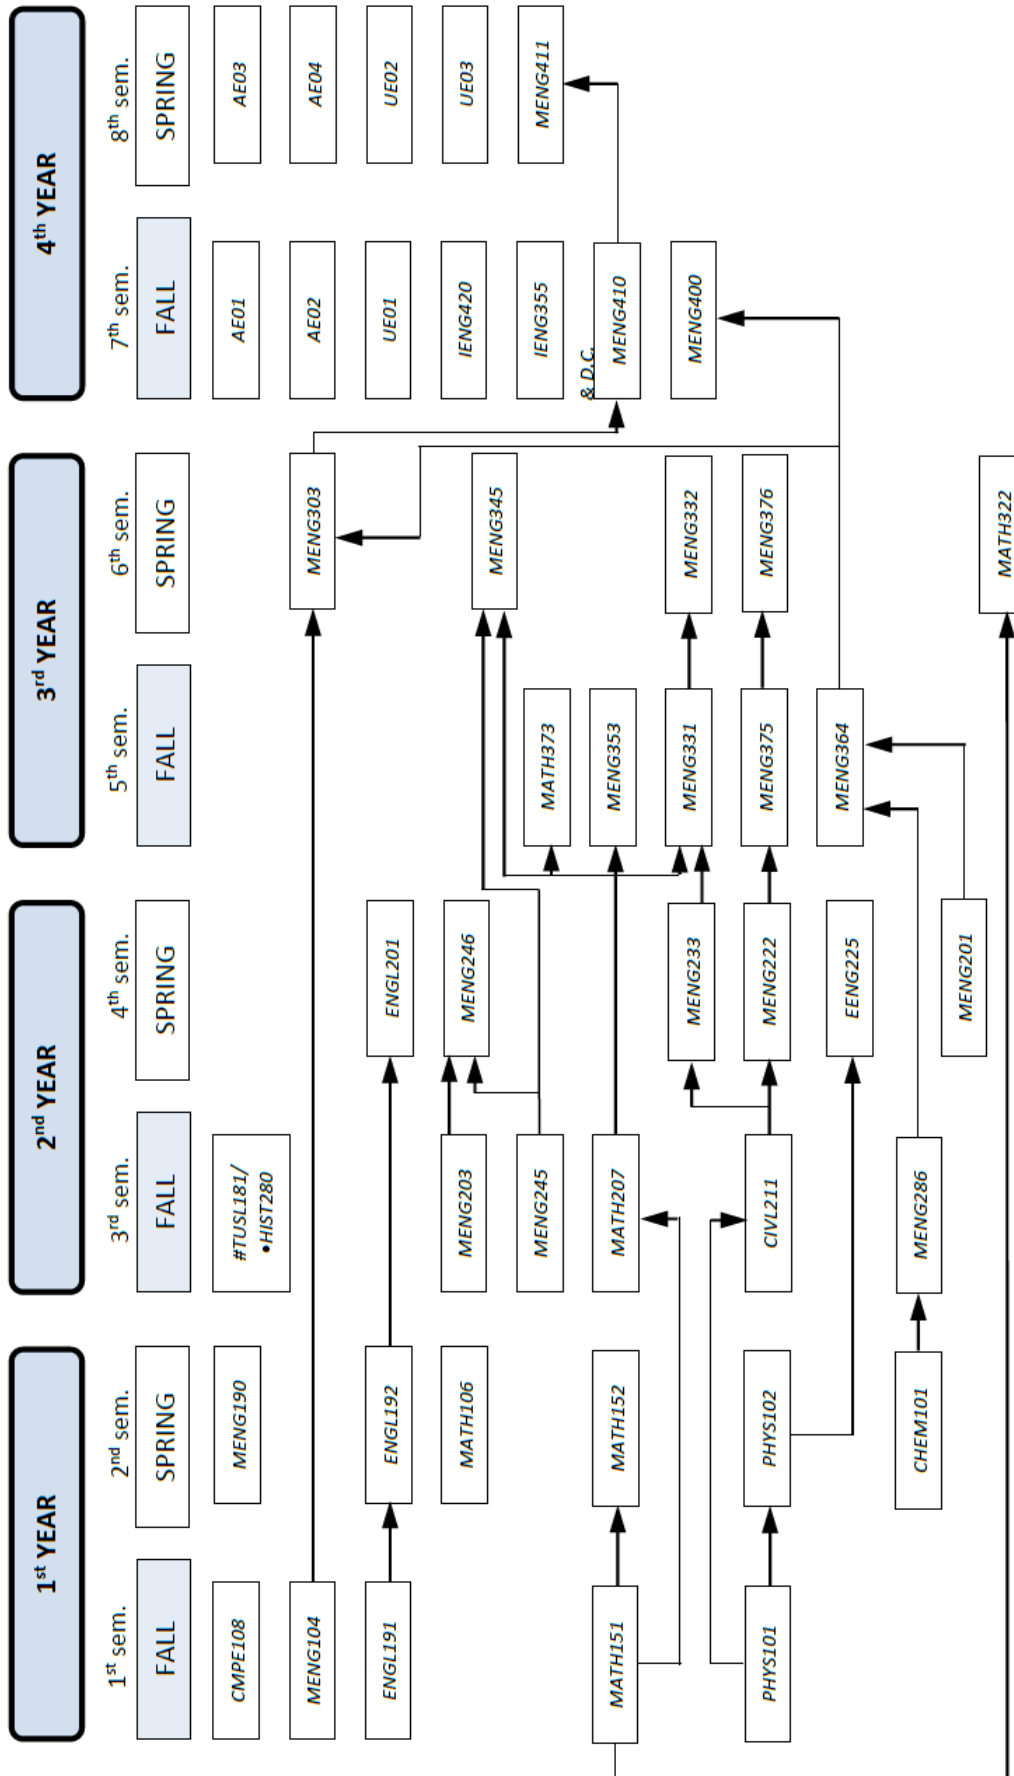 1st YEAR
2nd YEAR
3rd YEAR
4th YEAR
1st sem.
2nd sem.
3rd sem.
4th sem.
5th sem.
6th sem.
7th sem.
8th sem.
FALL
SPRING
FALL
SPRING
FALL
SPRING
FALL
SPRING
CMPE108
MENG190
#TUSL181/
•HIST280
AE01
AE03
MENG104
MENG303
AE02
AE04
ENGL191
ENGL192
ENGL201
UE01
UE02
MATH106
MENG203
MENG246
MENG345
IENG420
UE03
MENG245
MATH373
IENG355
MENG411
& D.C.
MATH151
MATH152
MATH207
MENG353
MENG410
MENG233
MENG331
MENG332
MENG400
PHYS101
PHYS102
CIVL211
MENG222
MENG375
MENG376
EENG225
MENG364
CHEM101
MENG286
MENG201
MATH322